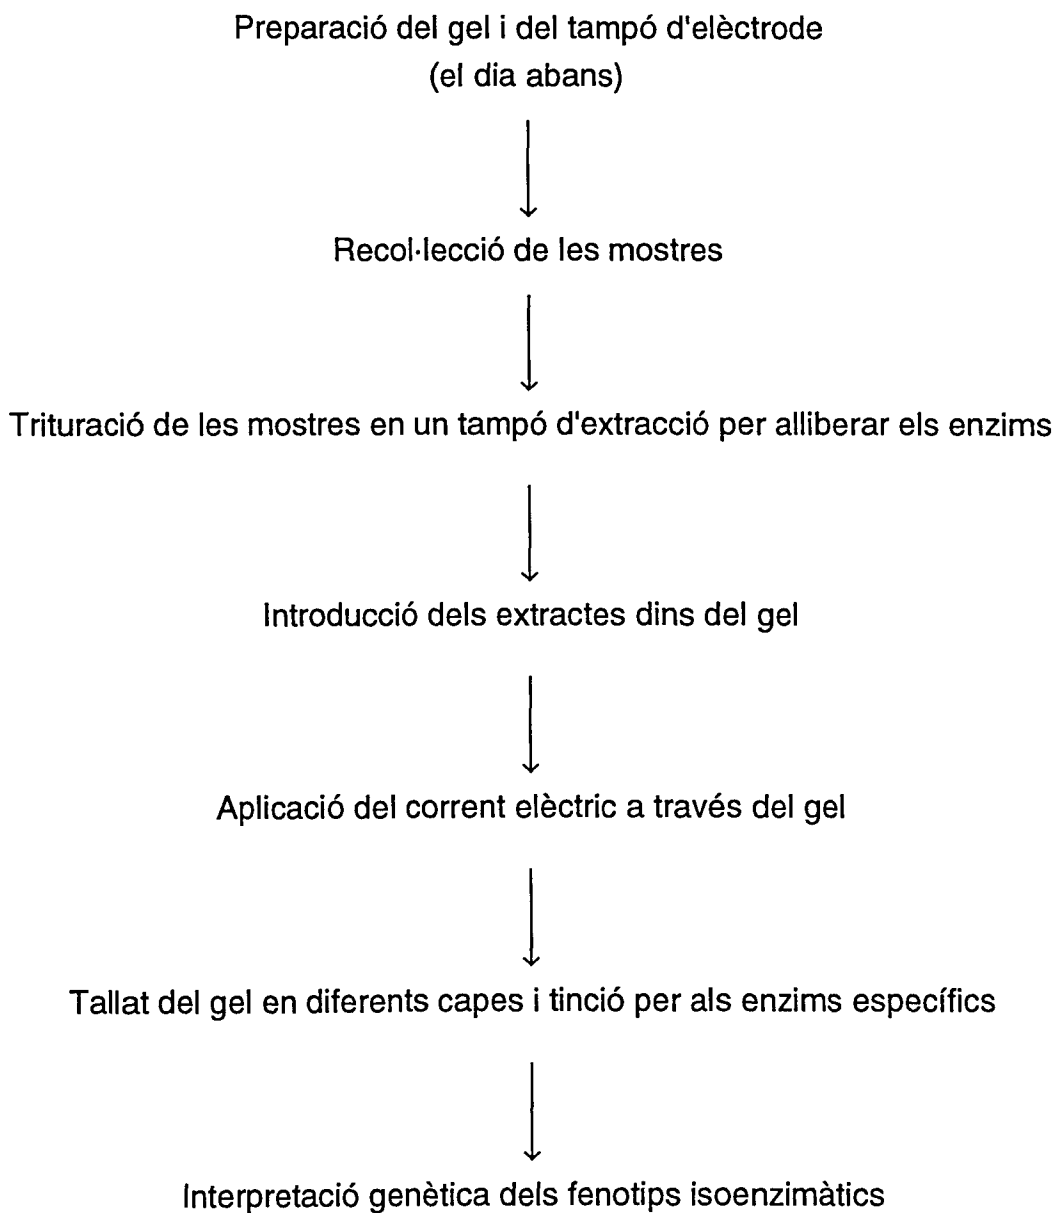 Preparació del gel i del tampó d'elèctrode
(el dia abans)
Recol·lecció de les mostres
Trituració de les mostres en un tampó d'extracció per alliberar els enzims
Introducció dels extractes dins del gel
Aplicació del corrent elèctric a través del gel
Tallat del gel en diferents capes i tinció per als enzims específics
Interpretació genètica dels fenotips isoenzimàtics